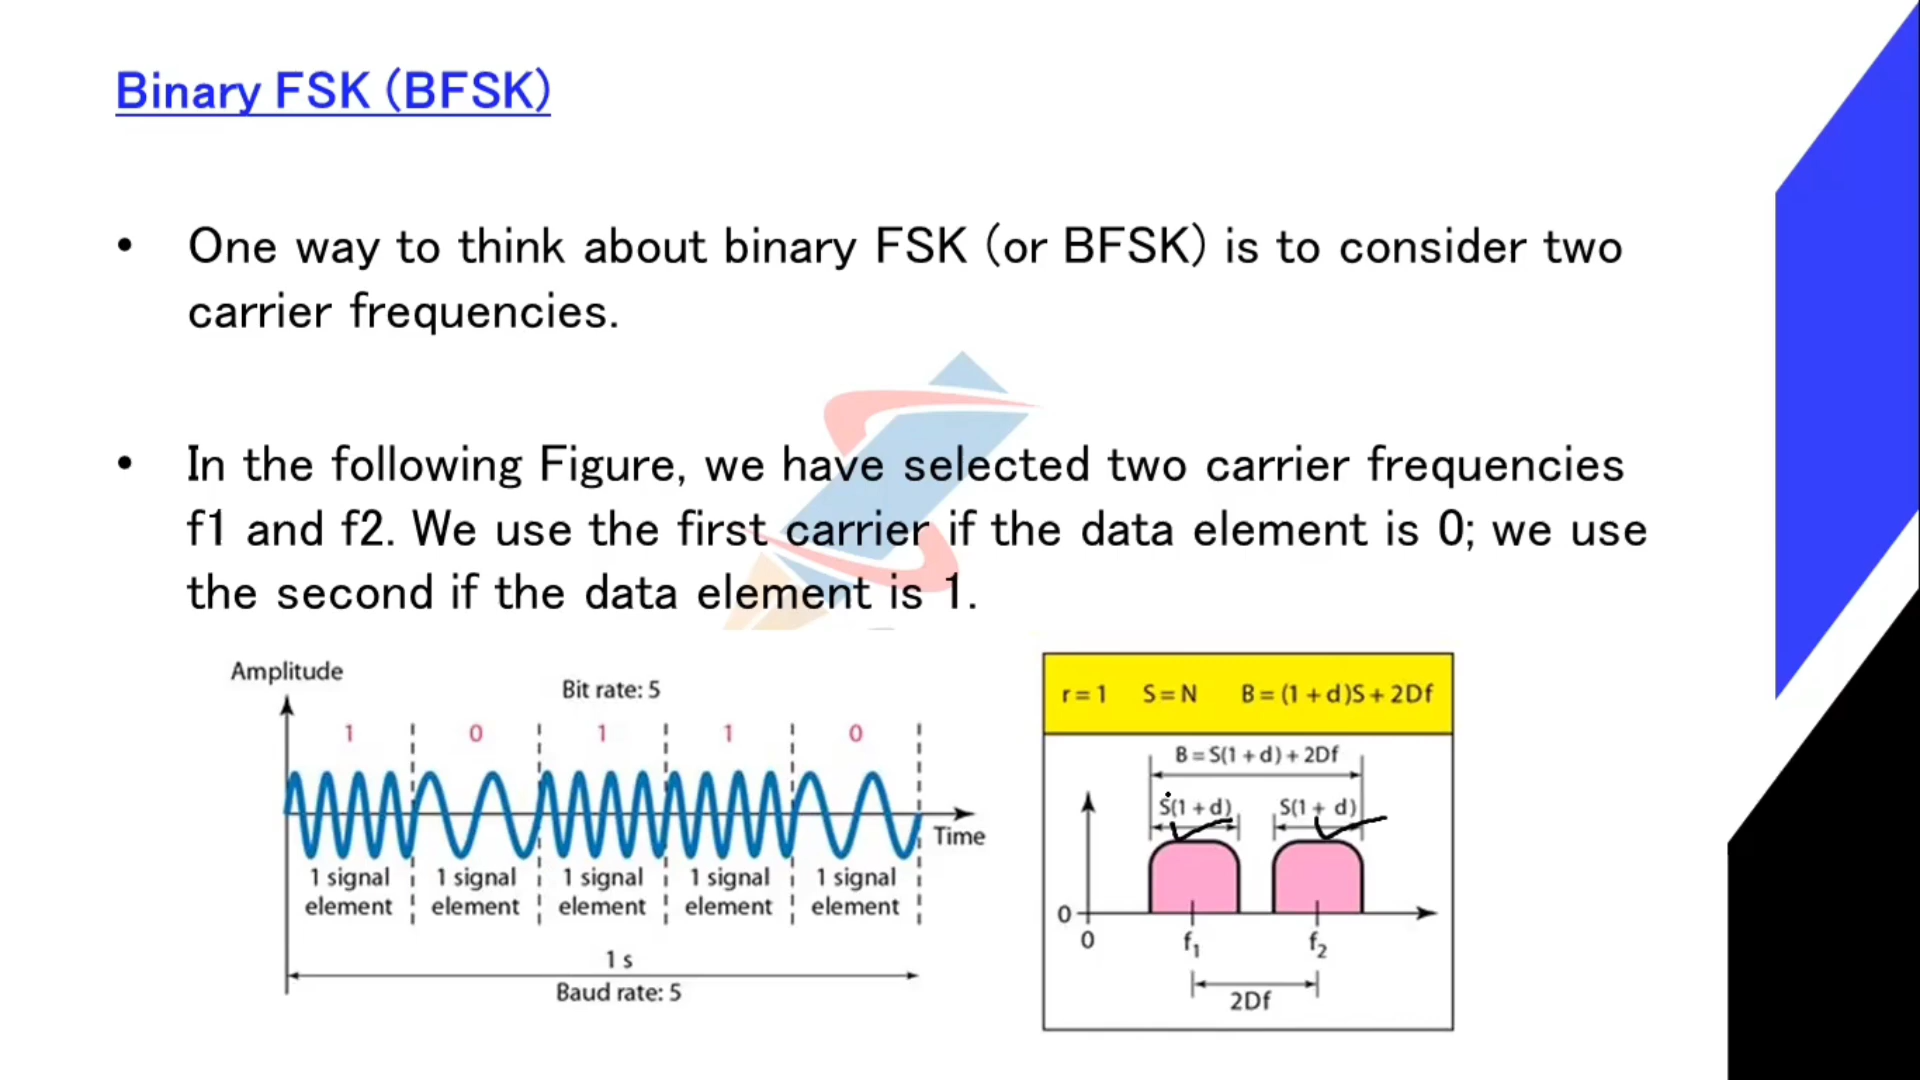 Binary FSK (BFSK)
• One way to think about binary FSK (or BFSK) is to consider two
carrier frequencies.
• In the following Figure, we have selected two carrier frequencies
f1 and f2. We use the first carrier if the data element is 0; we use
the second if the data element is 1.
Amplitude
Bit rate: 5
1 0 1 1 0
Time
1 signal 1 signal 1 signal 1 signal 1 signal
element element element element element
1 s
Baud rate: 5
r = 1 S = N B = (1 + d)S + 2Df
B = S(1 + d) + 2Df
S(1 + d) S(1 + d)
0
0 f₁ f₂
2Df